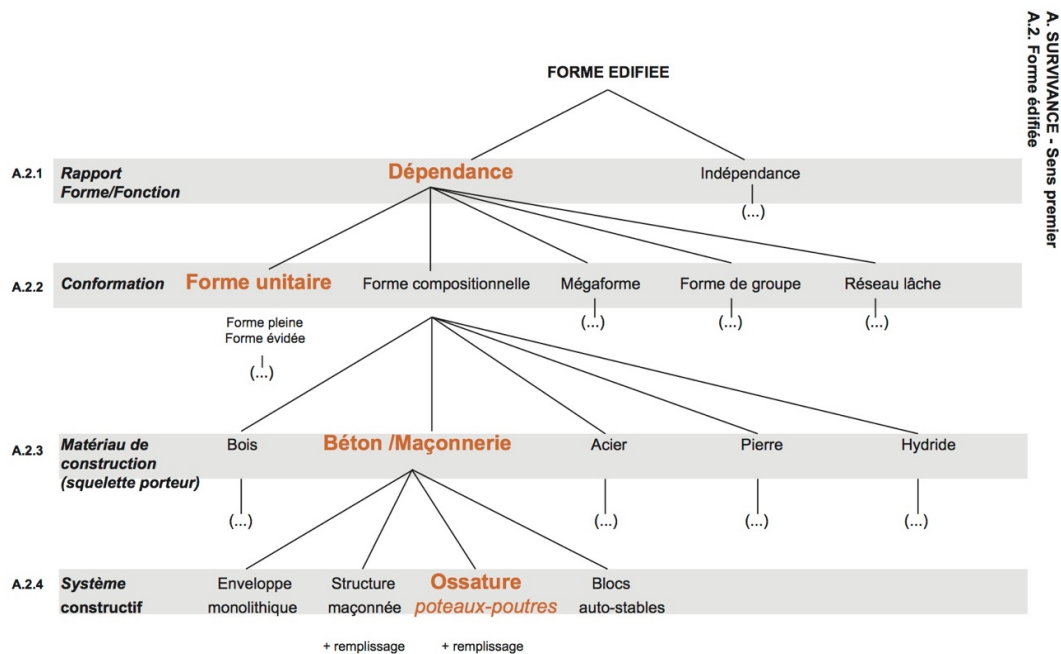 A. SURVIVANCE - Sens premier
A.2. Forme édifiée
FORME EDIFIEE
A.2.1
Rapport
Forme/Fonction
Dépendance
Indépendance
(...)
A.2.2
Conformation
Forme unitaire
Forme compositionnelle
Mégaforme
Forme de groupe
Réseau lâche
Forme pleine
Forme évidée
(...)
(...)
(...)
(...)
A.2.3
Matériau de
construction
(squelette porteur)
Bois
Béton /Maçonnerie
Acier
Pierre
Hydride
(...)
(...)
(...)
(...)
A.2.4
Système
constructif
Enveloppe
monolithique
Structure
maçonnée
Ossature
poteaux-poutres
Blocs
auto-stables
+ remplissage
+ remplissage